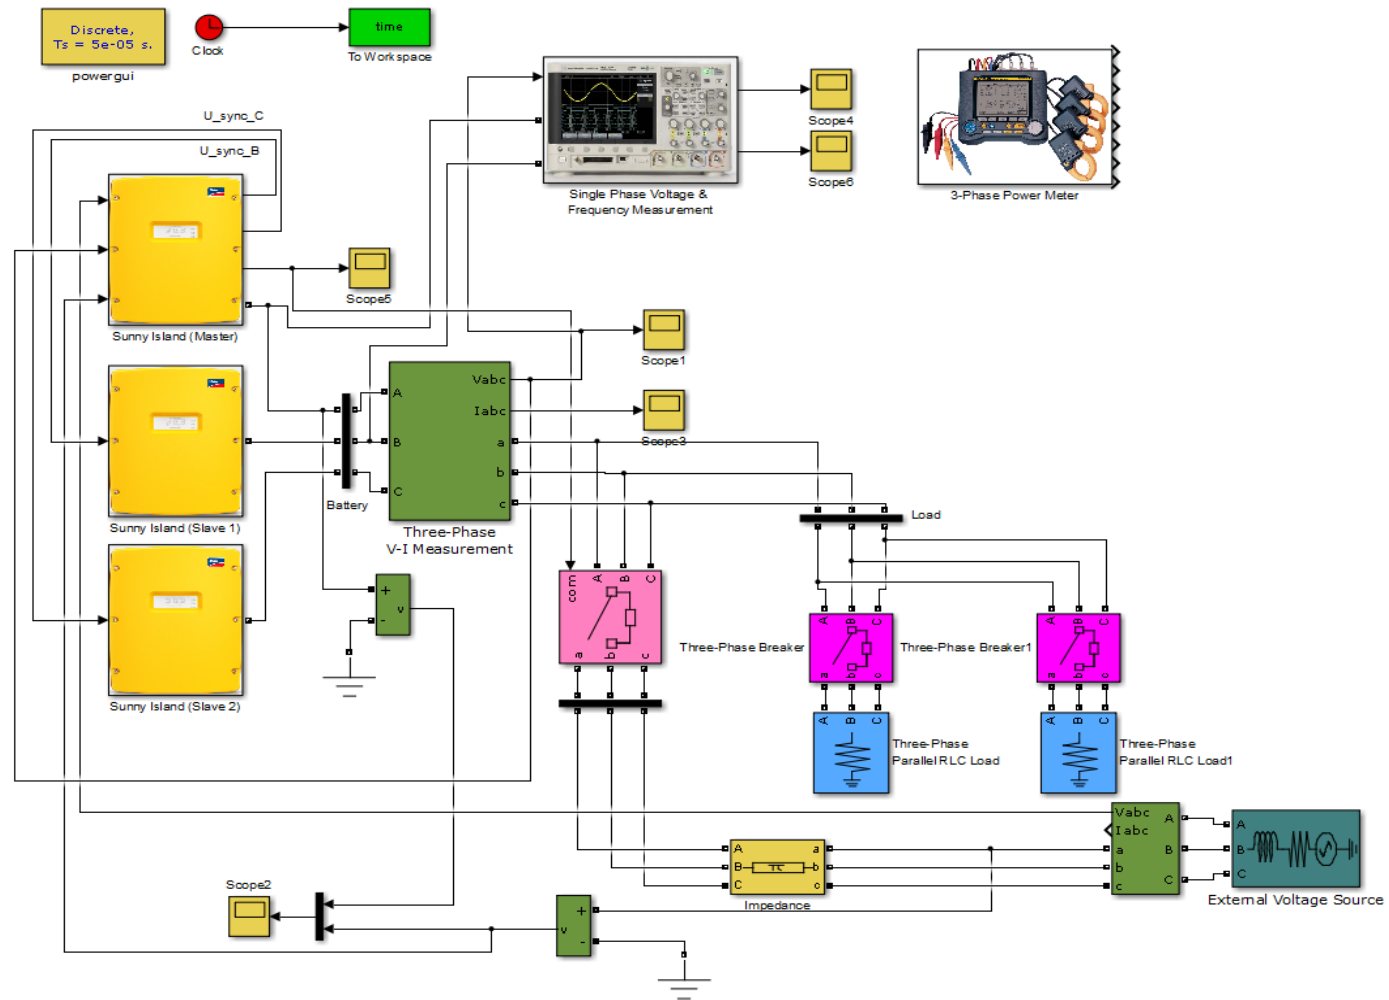 Discrete,
Ts = 5e-05 s.
powergui
Clock
time
To Workspace
U_sync_C
U_sync_B
Single Phase Voltage &
Frequency Measurement
Scope4
Scope6
3-Phase Power Meter
Sunny Island (Master)
Scope5
Scope1
Scope3
Sunny Island (Slave 1)
Sunny Island (Slave 2)
Battery
A
B
C
Vabc
Iabc
a
b
c
Three-Phase
V-I Measurement
Load
+
v
-
com
A
B
C
a
b
c
Three-Phase Breaker
A
B
C
a
b
c
Three-Phase Breaker1
A
B
C
a
b
c
A
B
C
Three-Phase
Parallel RLC Load
A
B
C
Three-Phase
Parallel RLC Load1
Vabc
Iabc
a
b
c
A
B
C
A
B
C
External Voltage Source
A
B
C
a
b
c
Impedance
Scope2
+
v
-